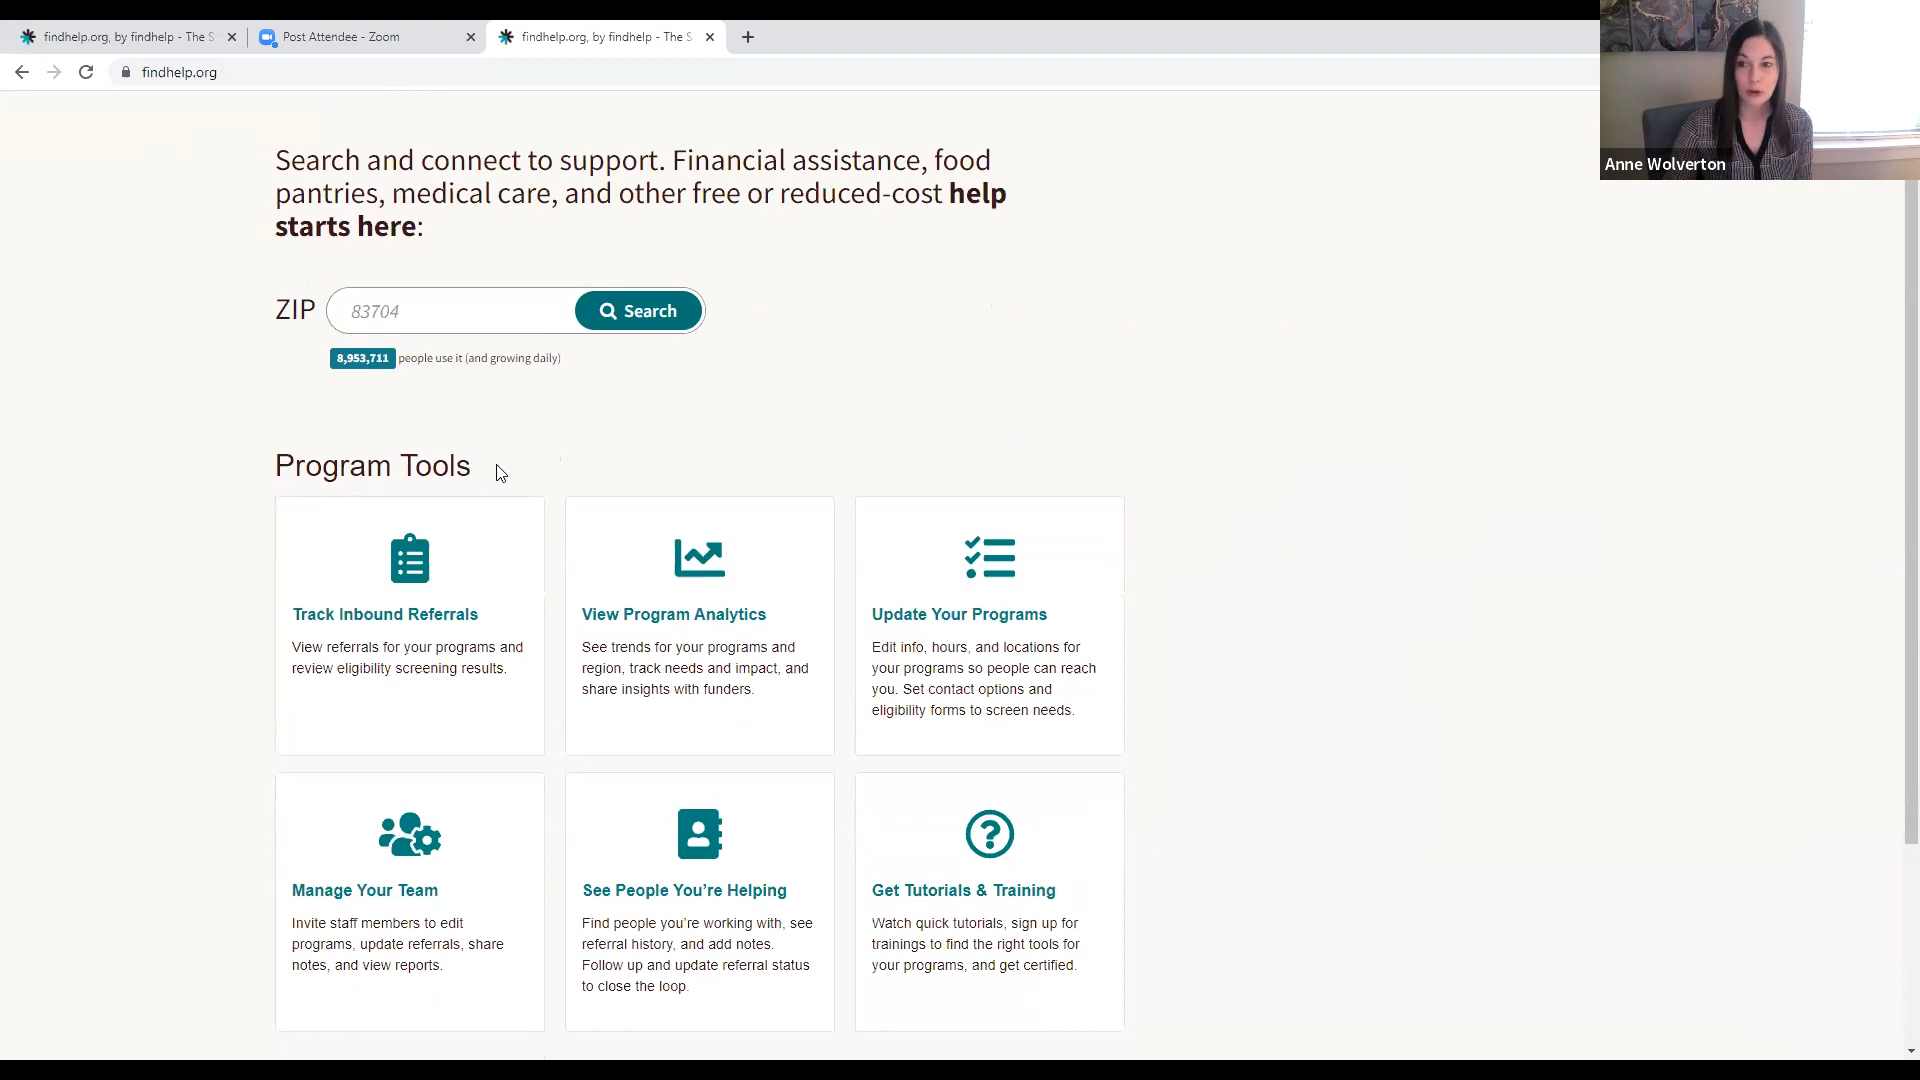 findhelp.org, by findhelp - The S
Post Attendee - Zoom
findhelp.org, by findhelp - The S
findhelp.org
Anne Wolverton
Search and connect to support. Financial assistance, food
pantries, medical care, and other free or reduced-cost help
starts here:
ZIP
83704
Search
8,953,711 people use it (and growing daily)
Program Tools
Track Inbound Referrals
View referrals for your programs and
review eligibility screening results.
View Program Analytics
See trends for your programs and
region, track needs and impact, and
share insights with funders.
Update Your Programs
Edit info, hours, and locations for
your programs so people can reach
you. Set contact options and
eligibility forms to screen needs.
Manage Your Team
Invite staff members to edit
programs, update referrals, share
notes, and view reports.
See People You’re Helping
Find people you’re working with, see
referral history, and add notes.
Follow up and update referral status
to close the loop.
Get Tutorials & Training
Watch quick tutorials, sign up for
trainings to find the right tools for
your programs, and get certified.